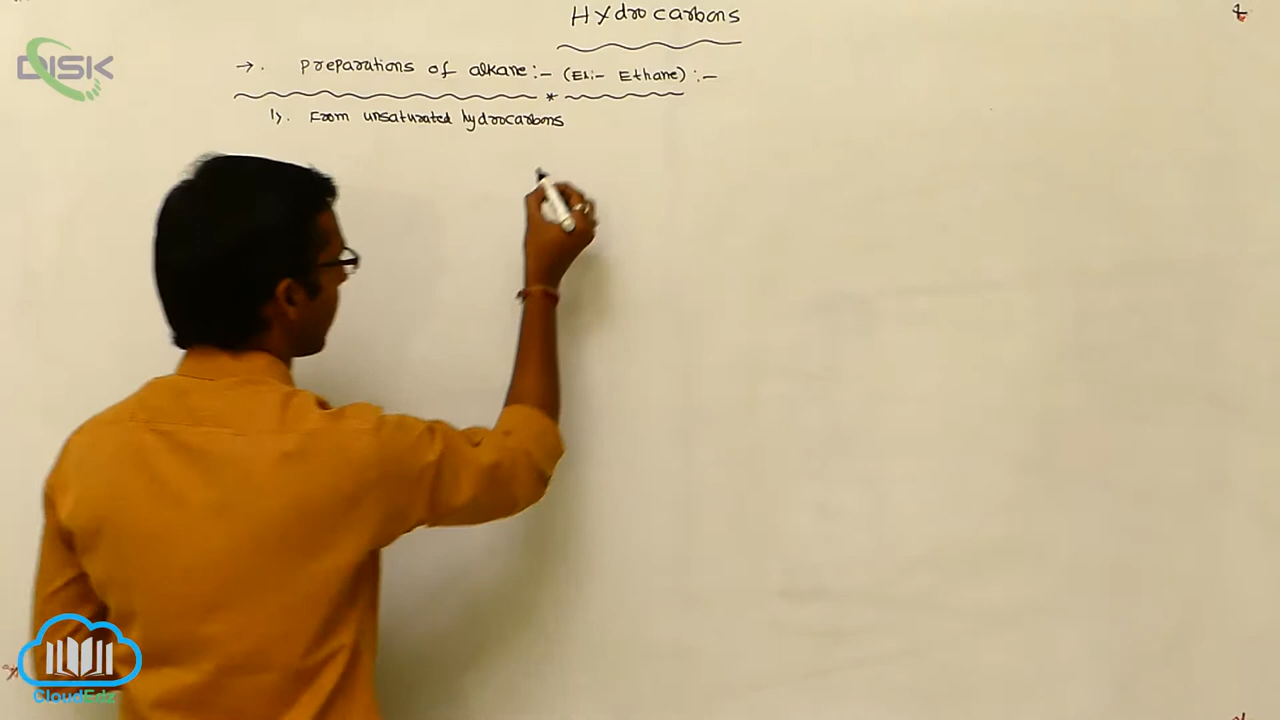 Hydrocarbons
DISK
→. Preparations of alkane:- (Ex:- Ethane) :-
1). From unsaturated hydrocarbons
CloudEdz